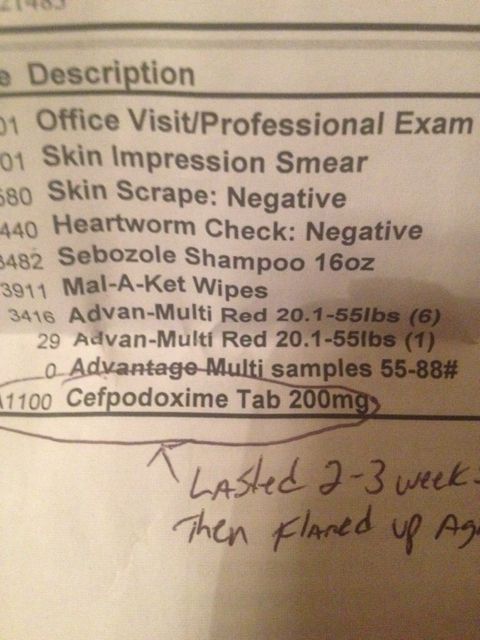 Description
01 Office Visit/Professional Exam
01 Skin Impression Smear
680 Skin Scrape: Negative
440 Heartworm Check: Negative
3482 Sebozole Shampoo 16oz
3911 Mal-A-Ket Wipes
3416 Advan-Multi Red 20.1-55lbs (6)
29 Advan-Multi Red 20.1-55lbs (1)
0 Advantage Multi samples 55-88#
1100 Cefpodoxime Tab 200mg
Lasted 2-3 week
Then Flared up